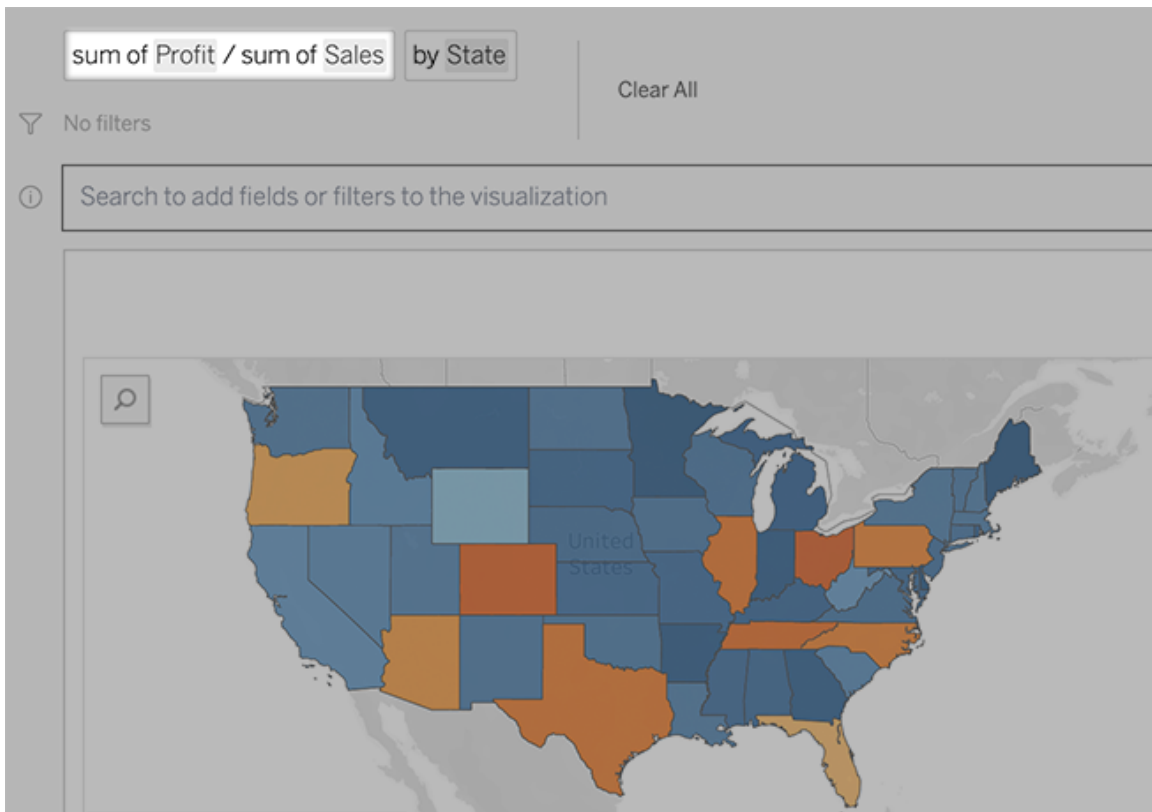 sum of Profit / sum of Sales by State
Clear All
No filters
Search to add fields or filters to the visualization
United
States